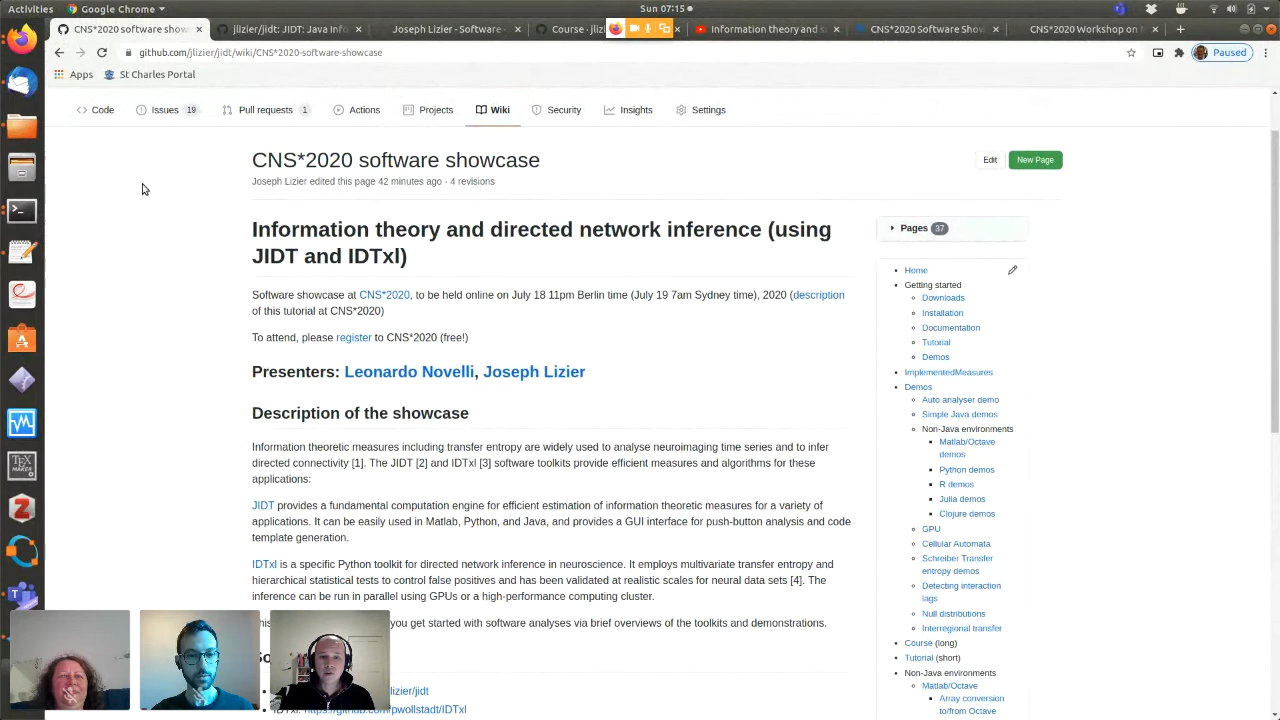 Activities
Google Chrome
Sun 07:15
CNS*2020 software show
jlizier/jidt: JIDT: Java Info
Joseph Lizier - Software
Course · jliz
Information theory and s
CNS*2020 Software Show
CNS*2020 Workshop on
github.com/jlizier/jidt/wiki/CNS*2020-software-showcase
Paused
Apps
St Charles Portal
Code
Issues 19
Pull requests 1
Actions
Projects
Wiki
Security
Insights
Settings
CNS*2020 software showcase
Edit
New Page
Joseph Lizier edited this page 42 minutes ago · 4 revisions
Information theory and directed network inference (using
JIDT and IDTxl)
Software showcase at CNS*2020, to be held online on July 18 11pm Berlin time (July 19 7am Sydney time), 2020 (description
of this tutorial at CNS*2020)
To attend, please register to CNS*2020 (free!)
Presenters: Leonardo Novelli, Joseph Lizier
Description of the showcase
Information theoretic measures including transfer entropy are widely used to analyse neuroimaging time series and to infer
directed connectivity [1]. The JIDT [2] and IDTxl [3] software toolkits provide efficient measures and algorithms for these
applications:
JIDT provides a fundamental computation engine for efficient estimation of information theoretic measures for a variety of
applications. It can be easily used in Matlab, Python, and Java, and provides a GUI interface for push-button analysis and code
template generation.
IDTxl is a specific Python toolkit for directed network inference in neuroscience. It employs multivariate transfer entropy and
hierarchical statistical tests to control false positives and has been validated at realistic scales for neural data sets [4]. The
inference can be run in parallel using GPUs or a high-performance computing cluster.
you get started with software analyses via brief overviews of the toolkits and demonstrations.
lizier/jidt
IDTxl: https://github.com/pwollstadt/IDTxl
Pages 37
Home
Getting started
Downloads
Installation
Documentation
Tutorial
Demos
ImplementedMeasures
Demos
Auto analyser demo
Simple Java demos
Non-Java environments
Matlab/Octave
demos
Python demos
R demos
Julia demos
Clojure demos
GPU
Cellular Automata
Schreiber Transfer
entropy demos
Detecting interaction
lags
Null distributions
Interregional transfer
Course (long)
Tutorial (short)
Non-Java environments
Matlab/Octave
Array conversion
to/from Octave